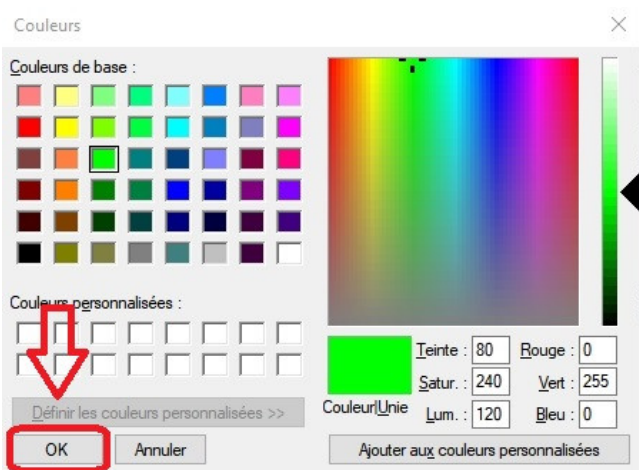 Couleurs
Couleurs de base :
Couleurs personnalisées :
Définir les couleurs personnalisées >>
OK
Annuler
Couleur|Unie
Teinte : 80
Satur. : 240
Lum. : 120
Rouge : 0
Vert : 255
Bleu : 0
Ajouter aux couleurs personnalisées